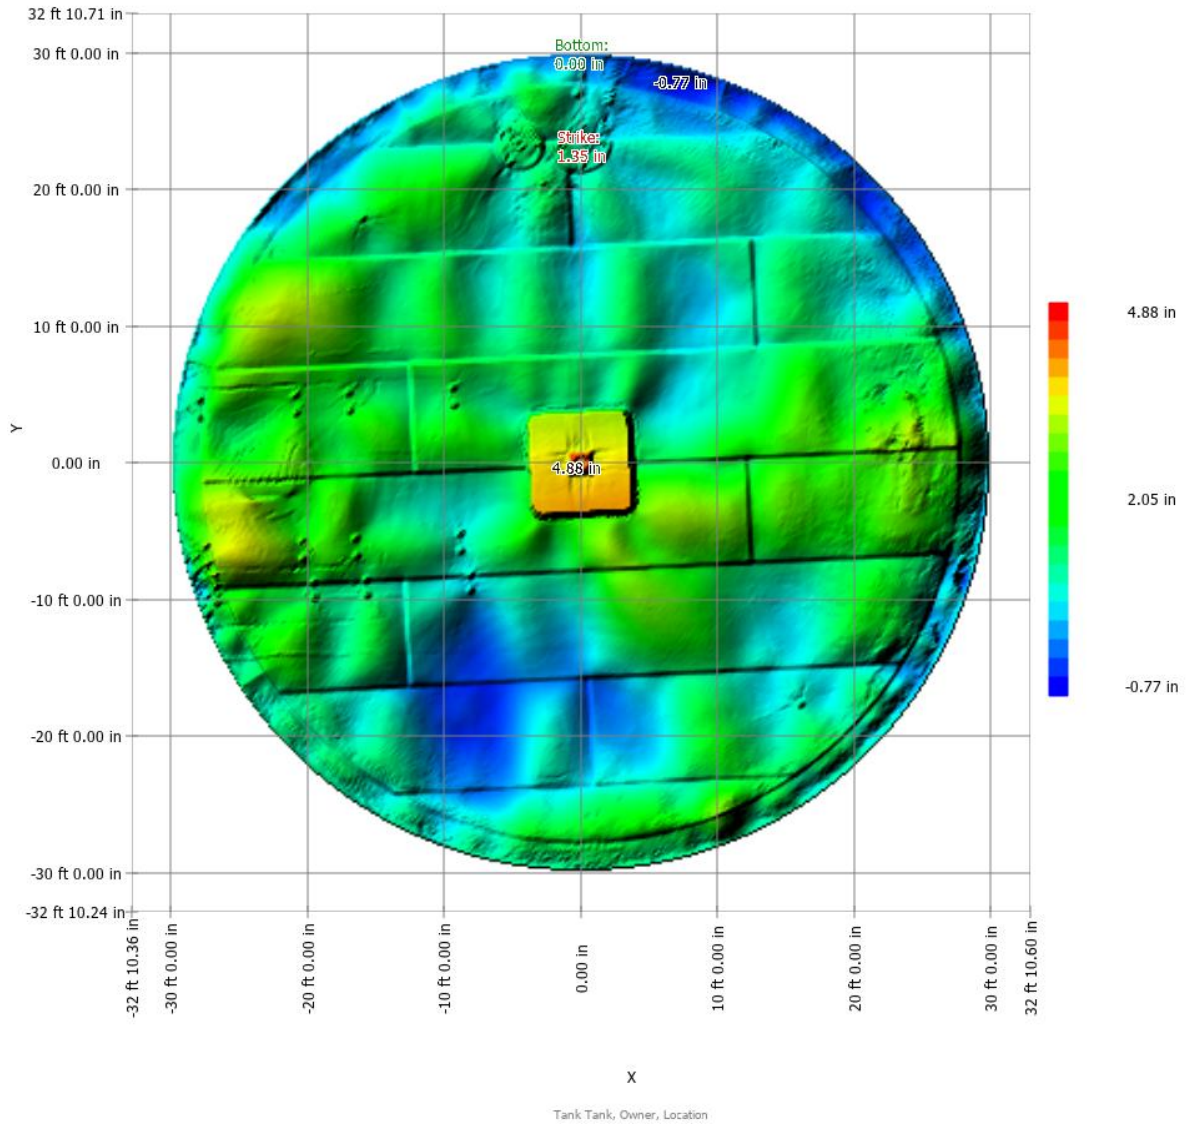 32 ft 10.71 in
30 ft 0.00 in
Bottom:
0.00 in
-0.77 in
Strike:
1.35 in
20 ft 0.00 in
10 ft 0.00 in
4.88 in
Y
0.00 in
4.88 in
2.05 in
-10 ft 0.00 in
-0.77 in
-20 ft 0.00 in
-30 ft 0.00 in
-32 ft 10.24 in
-32 ft 10.36 in
-30 ft 0.00 in
-20 ft 0.00 in
-10 ft 0.00 in
0.00 in
10 ft 0.00 in
20 ft 0.00 in
30 ft 0.00 in
32 ft 10.60 in
X
Tank Tank, Owner, Location